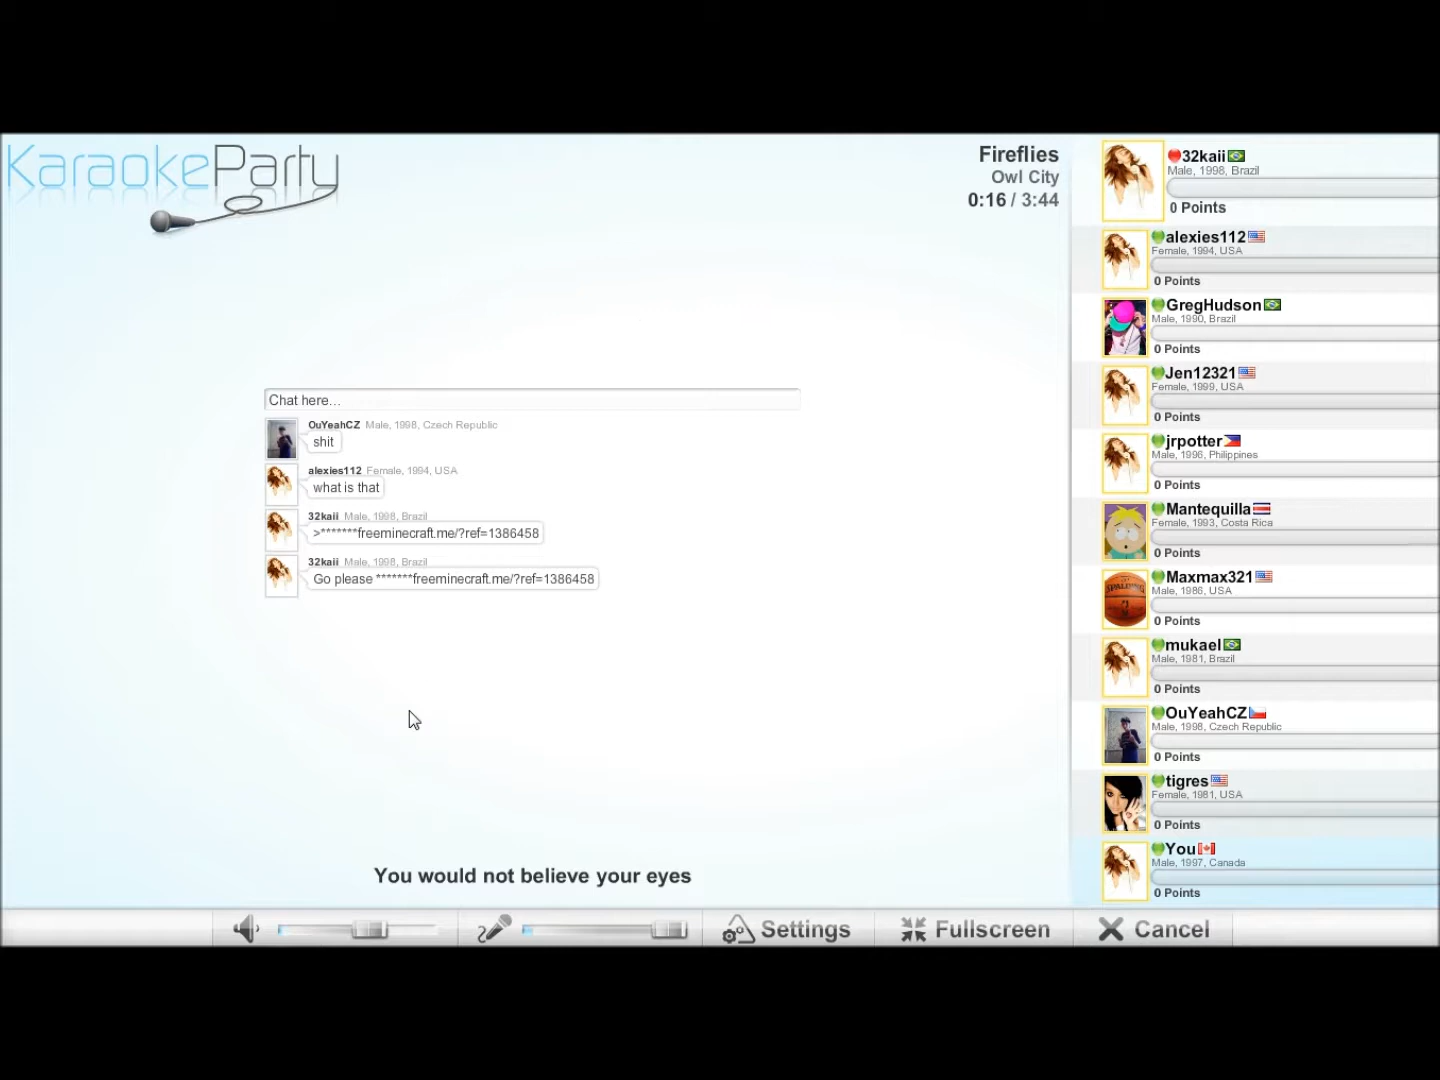 KaraokeParty
Fireflies
Owl City
0:16 / 3:44
Chat here...
OuYeahCZ Male, 1998, Czech Republic
shit
alexies112 Female, 1994, USA
what is that
32kaii Male, 1998, Brazil
>*******freeminecraft.me/?ref=1386458
32kaii Male, 1998, Brazil
Go please *******freeminecraft.me/?ref=1386458
You would not believe your eyes
32kaii
Male, 1998, Brazil
0 Points
alexies112
Female, 1994, USA
0 Points
GregHudson
Male, 1990, Brazil
0 Points
Jen12321
Female, 1999, USA
0 Points
jrpotter
Male, 1996, Philippines
0 Points
Mantequilla
Female, 1993, Costa Rica
0 Points
SPALDING
Maxmax321
Male, 1986, USA
0 Points
mukael
Male, 1981, Brazil
0 Points
OuYeahCZ
Male, 1998, Czech Republic
0 Points
tigres
Female, 1981, USA
0 Points
You
Male, 1997, Canada
0 Points
Settings
Fullscreen
Cancel